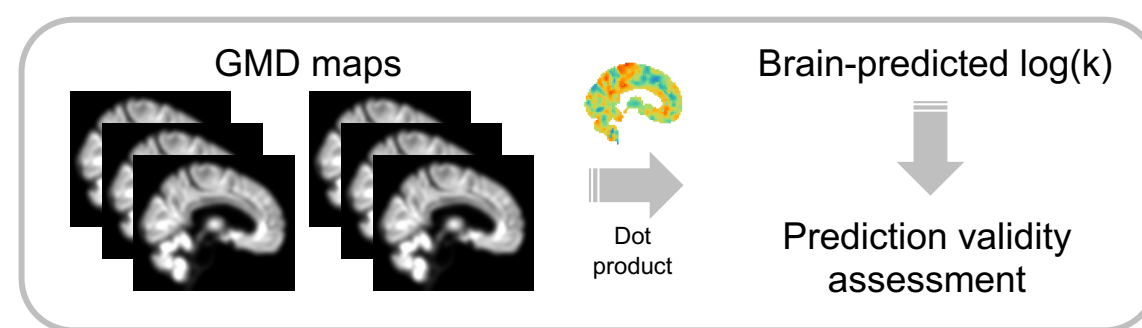 GMD maps
Dot
product
Brain-predicted log(k)
Prediction validity
assessment